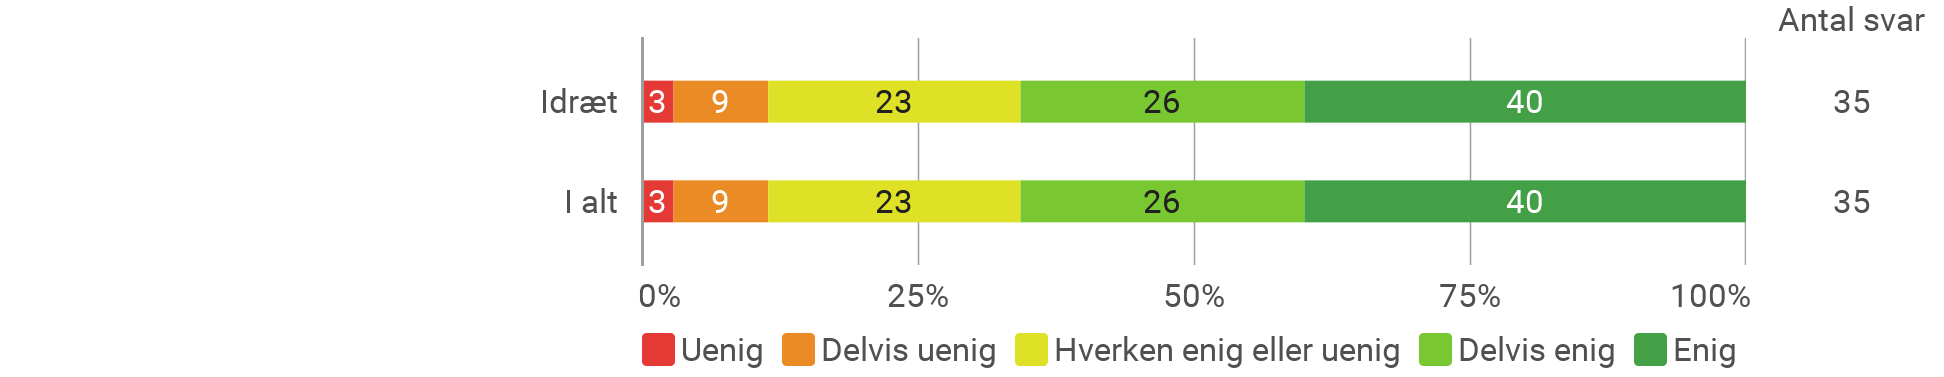 Antal svar
Idræt 3 9 23 26 40 35
I alt 3 9 23 26 40 35
0% 25% 50% 75% 100%
Uenig Delvis uenig Hverken enig eller uenig Delvis enig Enig